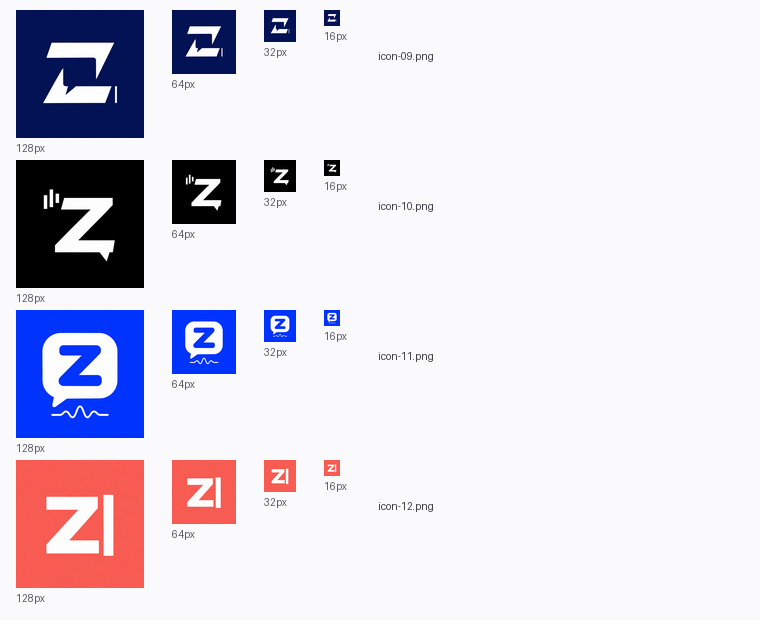 Z
Z
Z
Z
16px
32px
icon-09.png
64px
128px
Z
Z
Z
Z
16px
32px
icon-10.png
64px
128px
Z
Z
Z
Z
16px
32px
icon-11.png
64px
128px
Z
Z
Z
Z
16px
32px
icon-12.png
64px
128px